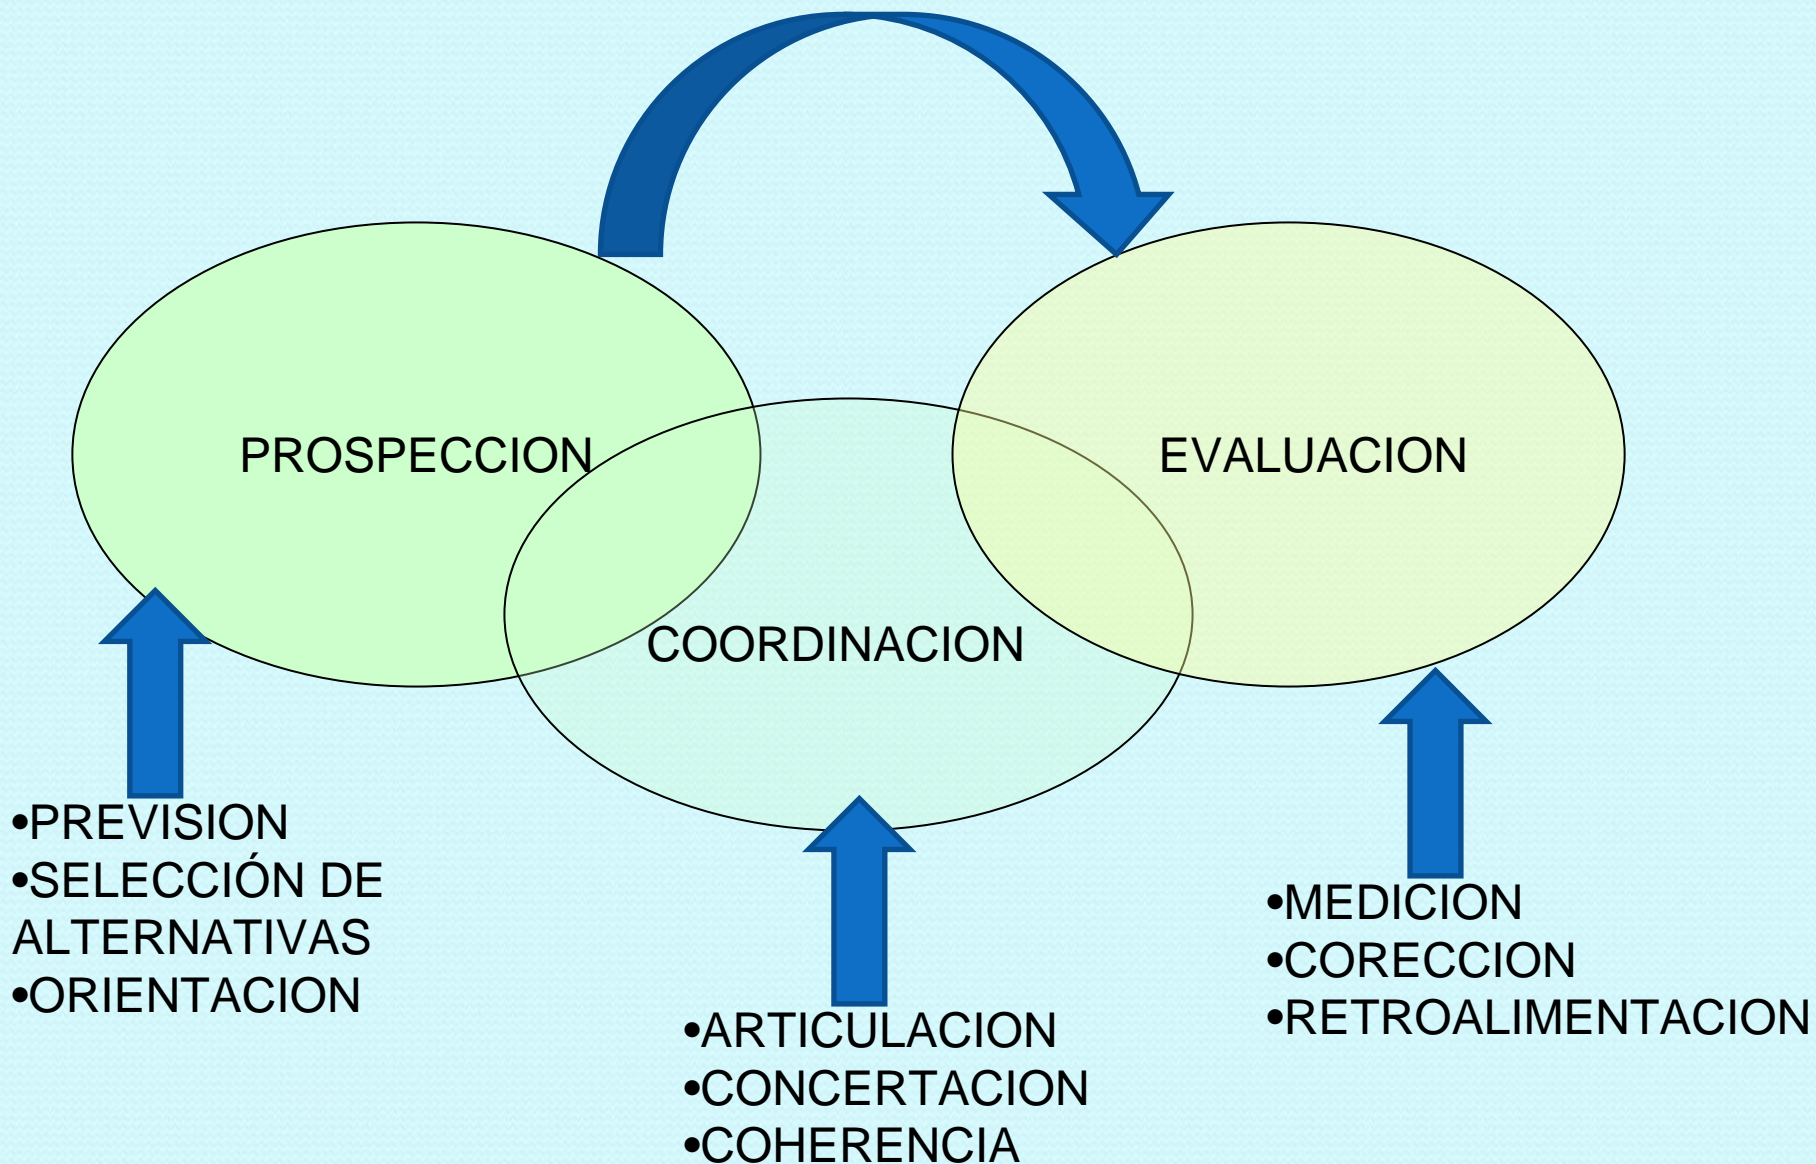 PROSPECCION
EVALUACION
COORDINACION
•PREVISION
•SELECCIÓN DE
ALTERNATIVAS
•ORIENTACION
•ARTICULACION
•CONCERTACION
•COHERENCIA
•MEDICION
•CORECCION
•RETROALIMENTACION